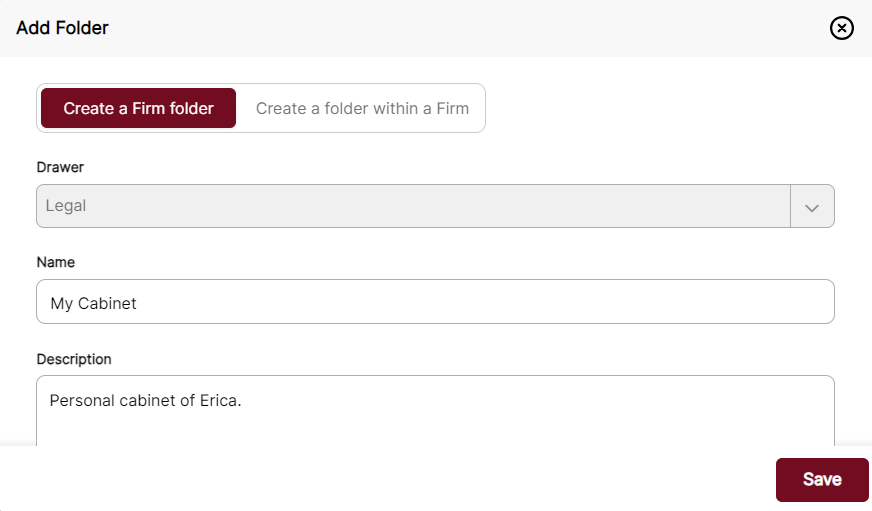 Add Folder
Create a Firm folder
Create a folder within a Firm
Drawer
Legal
Name
My Cabinet
Description
Personal cabinet of Erica.
Save